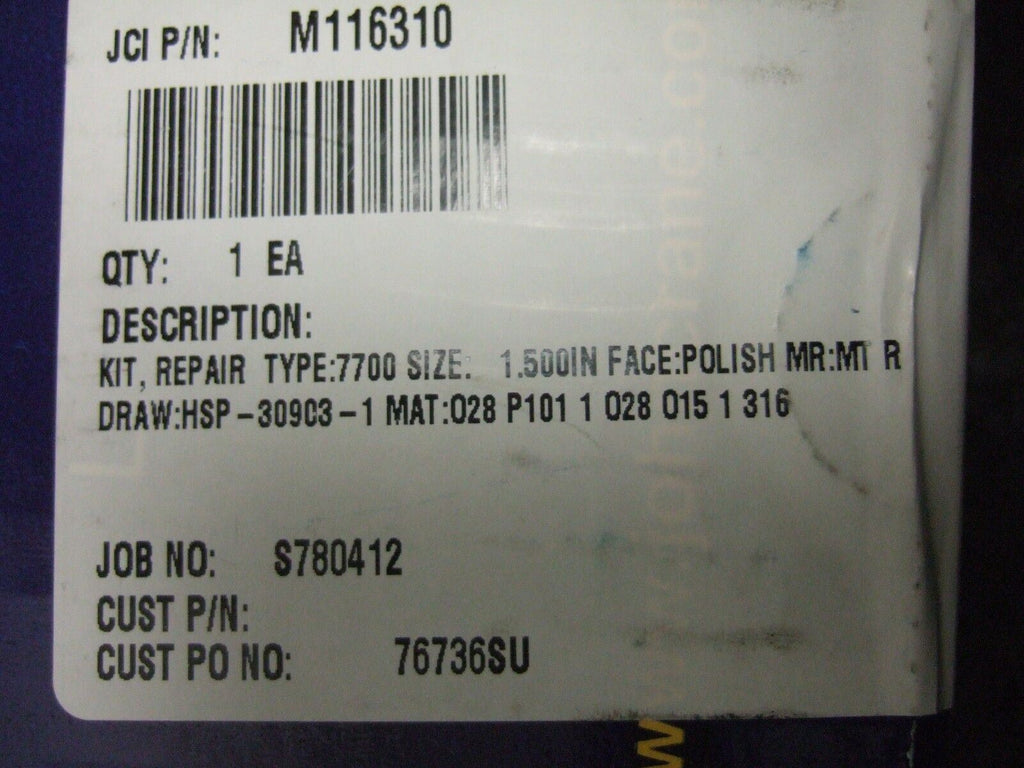 JCI P/N: M116310
QTY: 1 EA
DESCRIPTION:
KIT, REPAIR TYPE:7700 SIZE: 1.500IN FACE:POLISH MR:MT R
DRAW:HSP-30903-1 MAT:028 P101 1 028 015 1 316
JOB NO: S780412
CUST P/N:
CUST PO NO: 76736SU
w